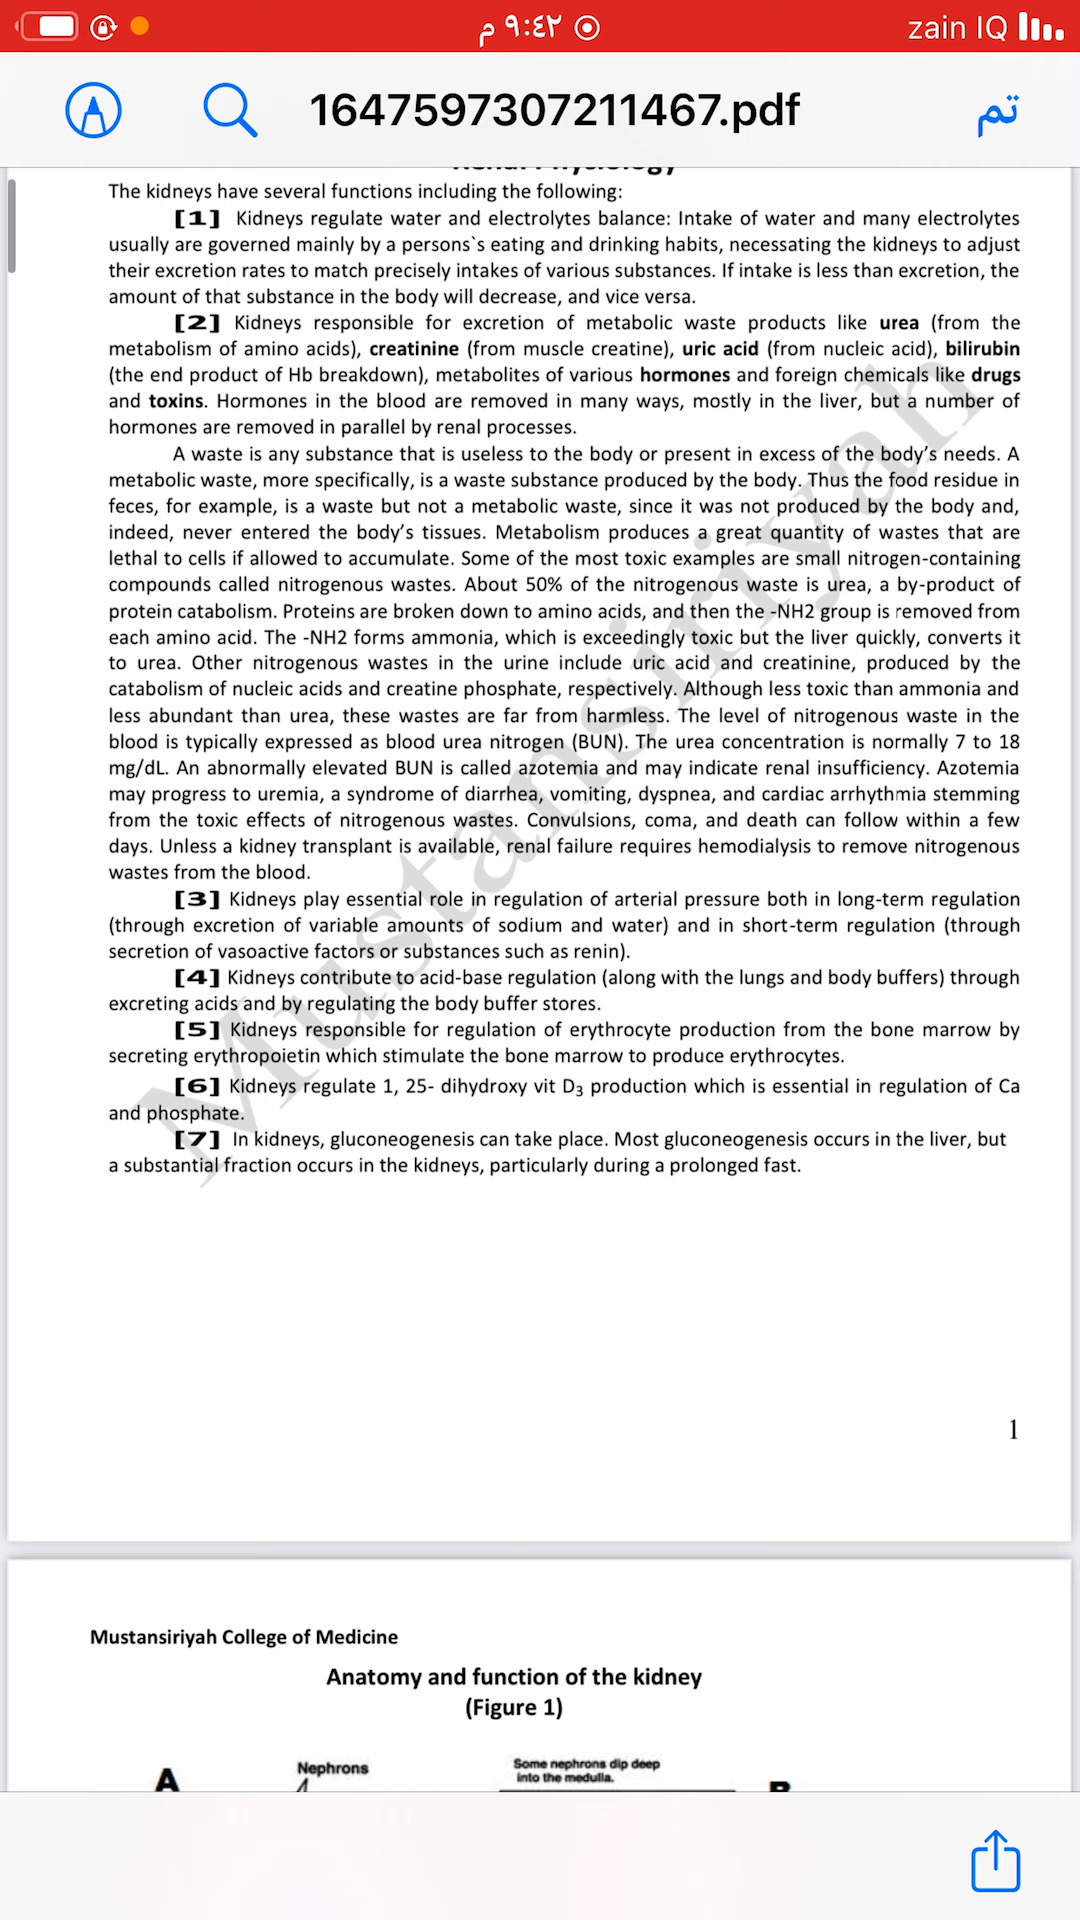 ٩:٤٢ م
zain IQ
1647597307211467.pdf
تم
Renal Physiology
The kidneys have several functions including the following:
[1] Kidneys regulate water and electrolytes balance: Intake of water and many electrolytes
usually are governed mainly by a persons`s eating and drinking habits, necessating the kidneys to adjust
their excretion rates to match precisely intakes of various substances. If intake is less than excretion, the
amount of that substance in the body will decrease, and vice versa.
[2] Kidneys responsible for excretion of metabolic waste products like urea (from the
metabolism of amino acids), creatinine (from muscle creatine), uric acid (from nucleic acid), bilirubin
(the end product of Hb breakdown), metabolites of various hormones and foreign chemicals like drugs
and toxins. Hormones in the blood are removed in many ways, mostly in the liver, but a number of
hormones are removed in parallel by renal processes.
A waste is any substance that is useless to the body or present in excess of the body’s needs. A
metabolic waste, more specifically, is a waste substance produced by the body. Thus the food residue in
feces, for example, is a waste but not a metabolic waste, since it was not produced by the body and,
indeed, never entered the body’s tissues. Metabolism produces a great quantity of wastes that are
lethal to cells if allowed to accumulate. Some of the most toxic examples are small nitrogen-containing
compounds called nitrogenous wastes. About 50% of the nitrogenous waste is urea, a by-product of
protein catabolism. Proteins are broken down to amino acids, and then the -NH2 group is removed from
each amino acid. The -NH2 forms ammonia, which is exceedingly toxic but the liver quickly, converts it
to urea. Other nitrogenous wastes in the urine include uric acid and creatinine, produced by the
catabolism of nucleic acids and creatine phosphate, respectively. Although less toxic than ammonia and
less abundant than urea, these wastes are far from harmless. The level of nitrogenous waste in the
blood is typically expressed as blood urea nitrogen (BUN). The urea concentration is normally 7 to 18
mg/dL. An abnormally elevated BUN is called azotemia and may indicate renal insufficiency. Azotemia
may progress to uremia, a syndrome of diarrhea, vomiting, dyspnea, and cardiac arrhythmia stemming
from the toxic effects of nitrogenous wastes. Convulsions, coma, and death can follow within a few
days. Unless a kidney transplant is available, renal failure requires hemodialysis to remove nitrogenous
wastes from the blood.
[3] Kidneys play essential role in regulation of arterial pressure both in long-term regulation
(through excretion of variable amounts of sodium and water) and in short-term regulation (through
secretion of vasoactive factors or substances such as renin).
[4] Kidneys contribute to acid-base regulation (along with the lungs and body buffers) through
excreting acids and by regulating the body buffer stores.
[5] Kidneys responsible for regulation of erythrocyte production from the bone marrow by
secreting erythropoietin which stimulate the bone marrow to produce erythrocytes.
[6] Kidneys regulate 1, 25- dihydroxy vit D3 production which is essential in regulation of Ca
and phosphate.
[7] In kidneys, gluconeogenesis can take place. Most gluconeogenesis occurs in the liver, but
a substantial fraction occurs in the kidneys, particularly during a prolonged fast.
Mustansiriyah
1
Mustansiriyah College of Medicine
Anatomy and function of the kidney
(Figure 1)
A
Nephrons
Some nephrons dip deep
into the medulla.